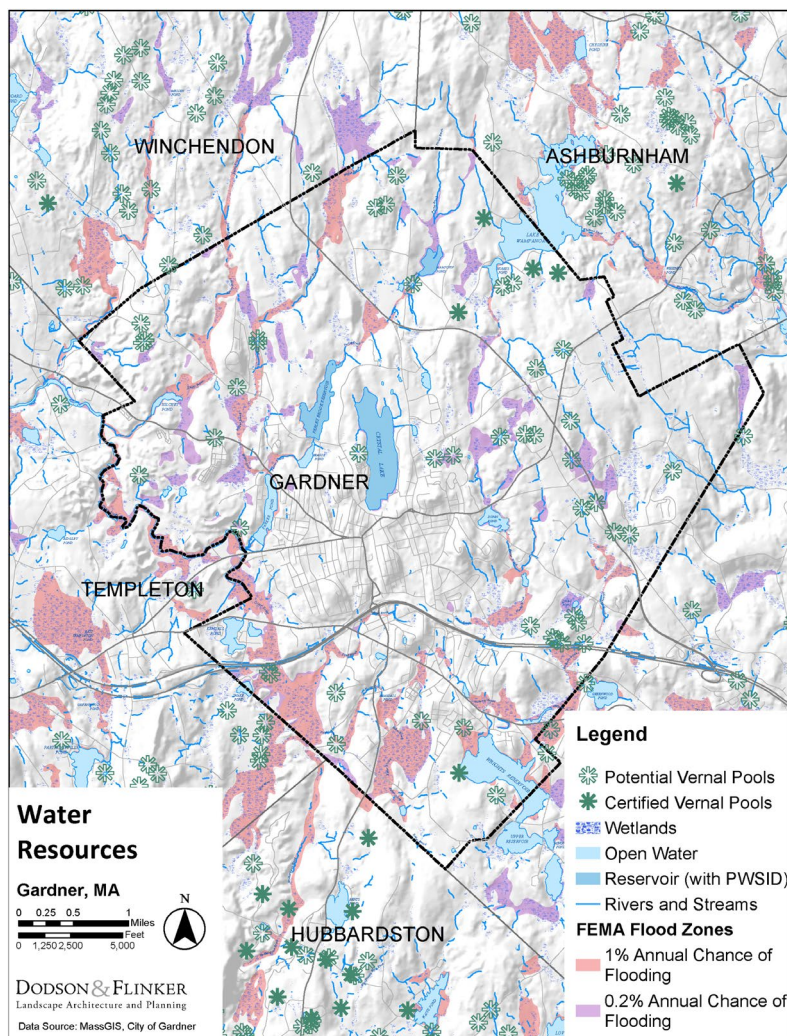 WINCHENDON
ASHBURNHAM
LAKE
CRYSTAL LAKE
GARDNER
TEMPLETON
HUBBARDSTON
Water
Resources
Gardner, MA
0 0.25 0.5 1
Miles
0 1,250 2,500 5,000
Feet
N
DODSON & FLINKER
Landscape Architecture and Planning
Data Source: MassGIS, City of Gardner
Legend
Potential Vernal Pools
Certified Vernal Pools
Wetlands
Open Water
Reservoir (with PWSID)
Rivers and Streams
FEMA Flood Zones
1% Annual Chance of
Flooding
0.2% Annual Chance of
Flooding